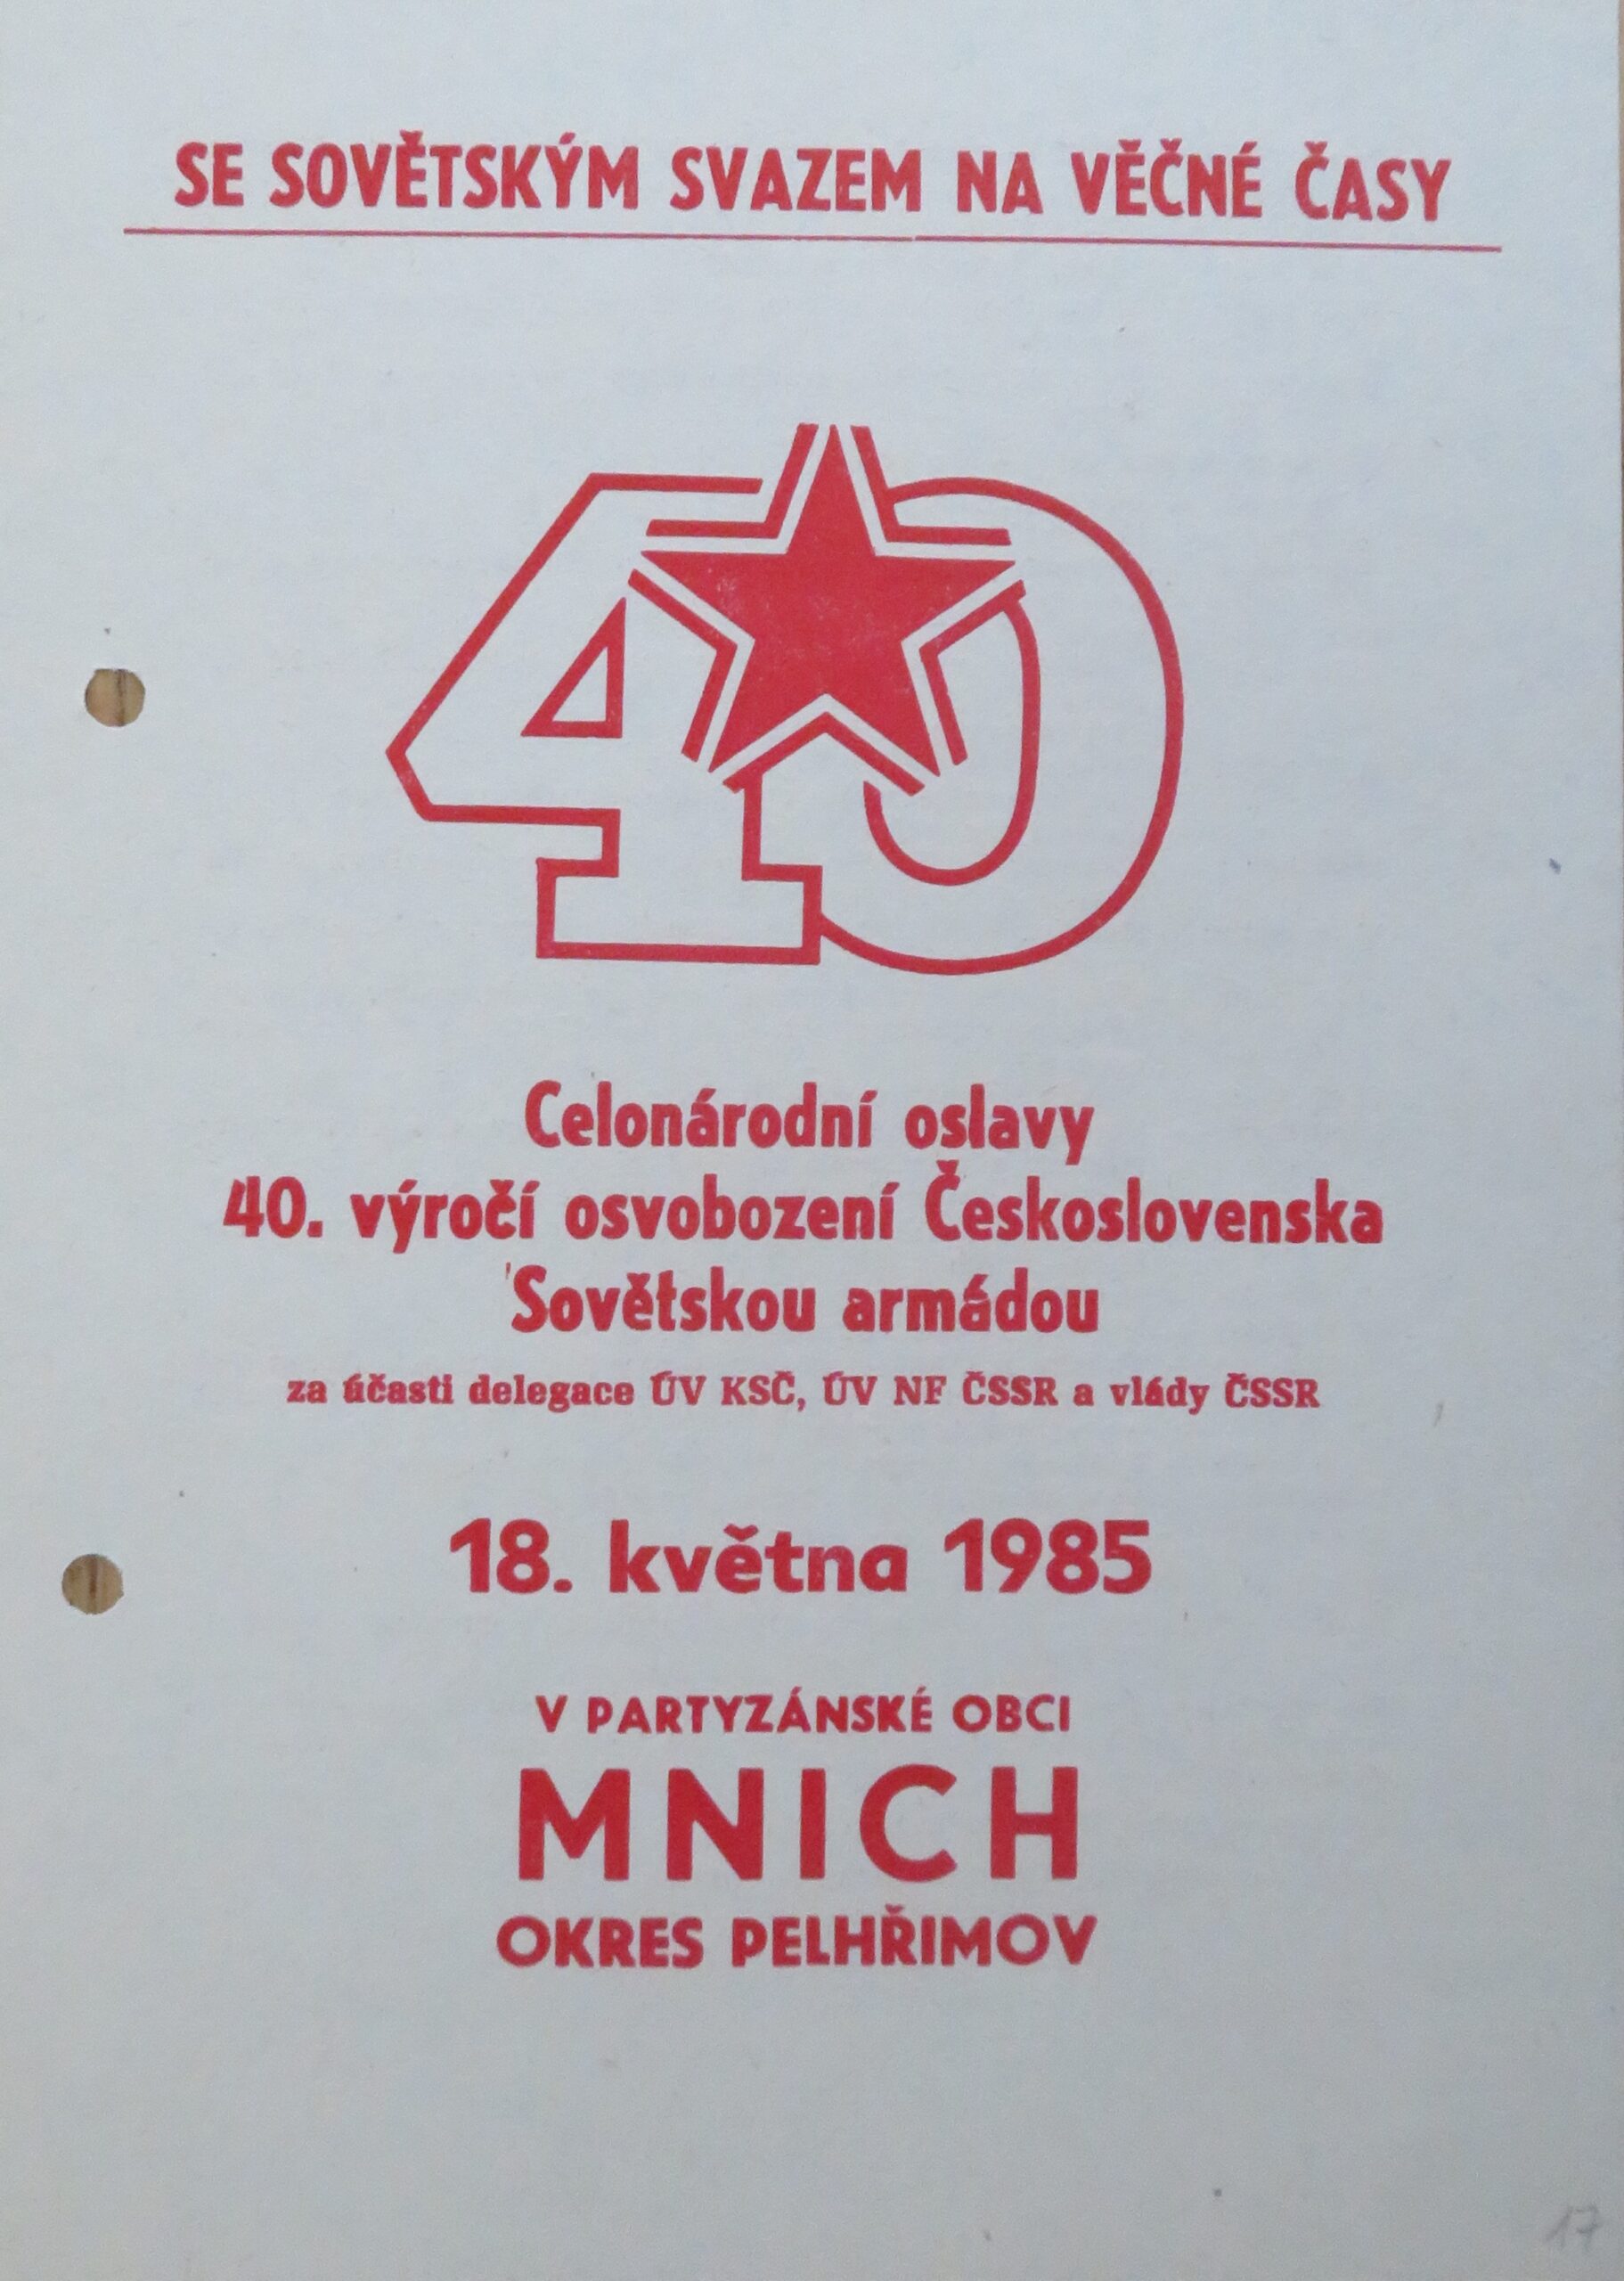 SE SOVĚTSKÝM SVAZEM NA VĚČNÉ ČASY
40
Celonárodní oslavy
40. výročí osvobození Československa
Sovětskou armádou
za účasti delegace ÚV KSČ, ÚV NF ČSSR a vlády ČSSR
18. května 1985
V PARTYZÁNSKÉ OBCI
MNICH
OKRES PELHŘIMOV
17